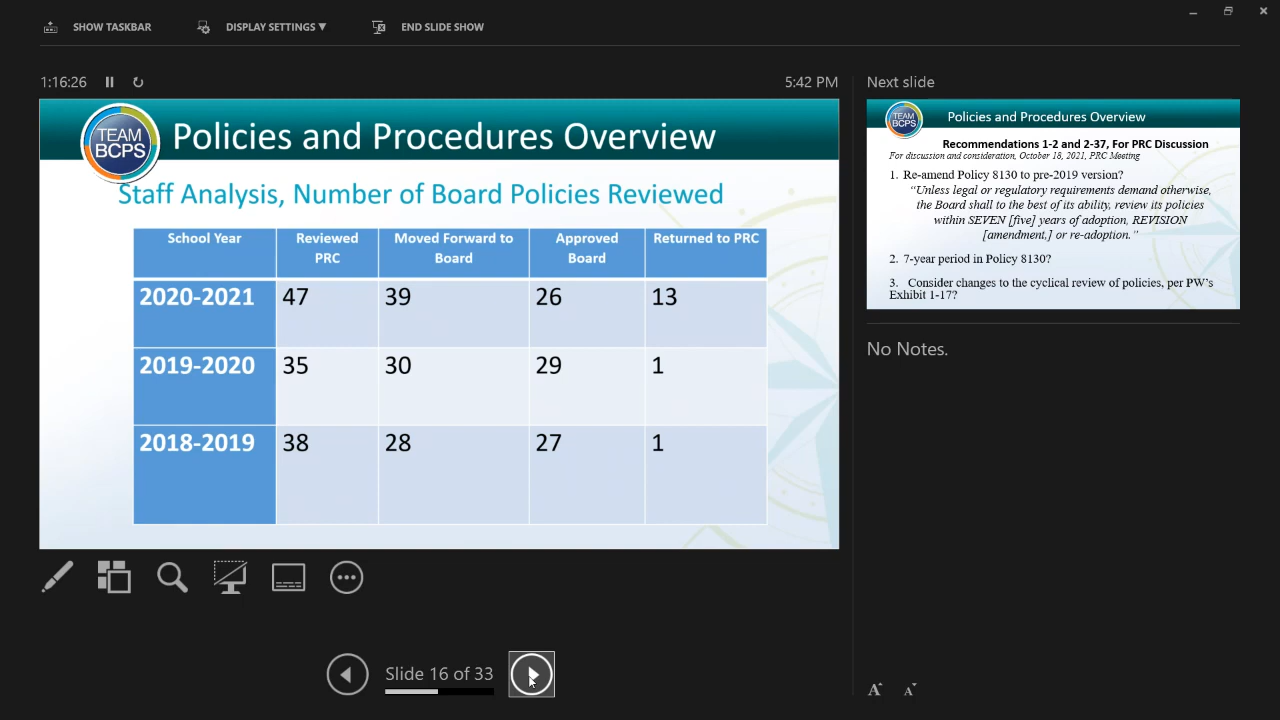 SHOW TASKBAR
DISPLAY SETTINGS ▼
END SLIDE SHOW
1:16:26
5:42 PM
TEAM
BCPS
Policies and Procedures Overview
Staff Analysis, Number of Board Policies Reviewed
School Year Reviewed PRC Moved Forward to Board Approved Board Returned to PRC
2020-2021 47 39 26 13
2019-2020 35 30 29 1
2018-2019 38 28 27 1
Slide 16 of 33
Next slide
TEAM
BCPS
Policies and Procedures Overview
Recommendations 1-2 and 2-37, For PRC Discussion
For discussion and consideration, October 18, 2021, PRC Meeting
1. Re-amend Policy 8130 to pre-2019 version?
“Unless legal or regulatory requirements demand otherwise,
the Board shall to the best of its ability, review its policies
within SEVEN [five] years of adoption, REVISION
[amendment,] or re-adoption.”
2. 7-year period in Policy 8130?
3. Consider changes to the cyclical review of policies, per PW's
Exhibit 1-17?
No Notes.
A A